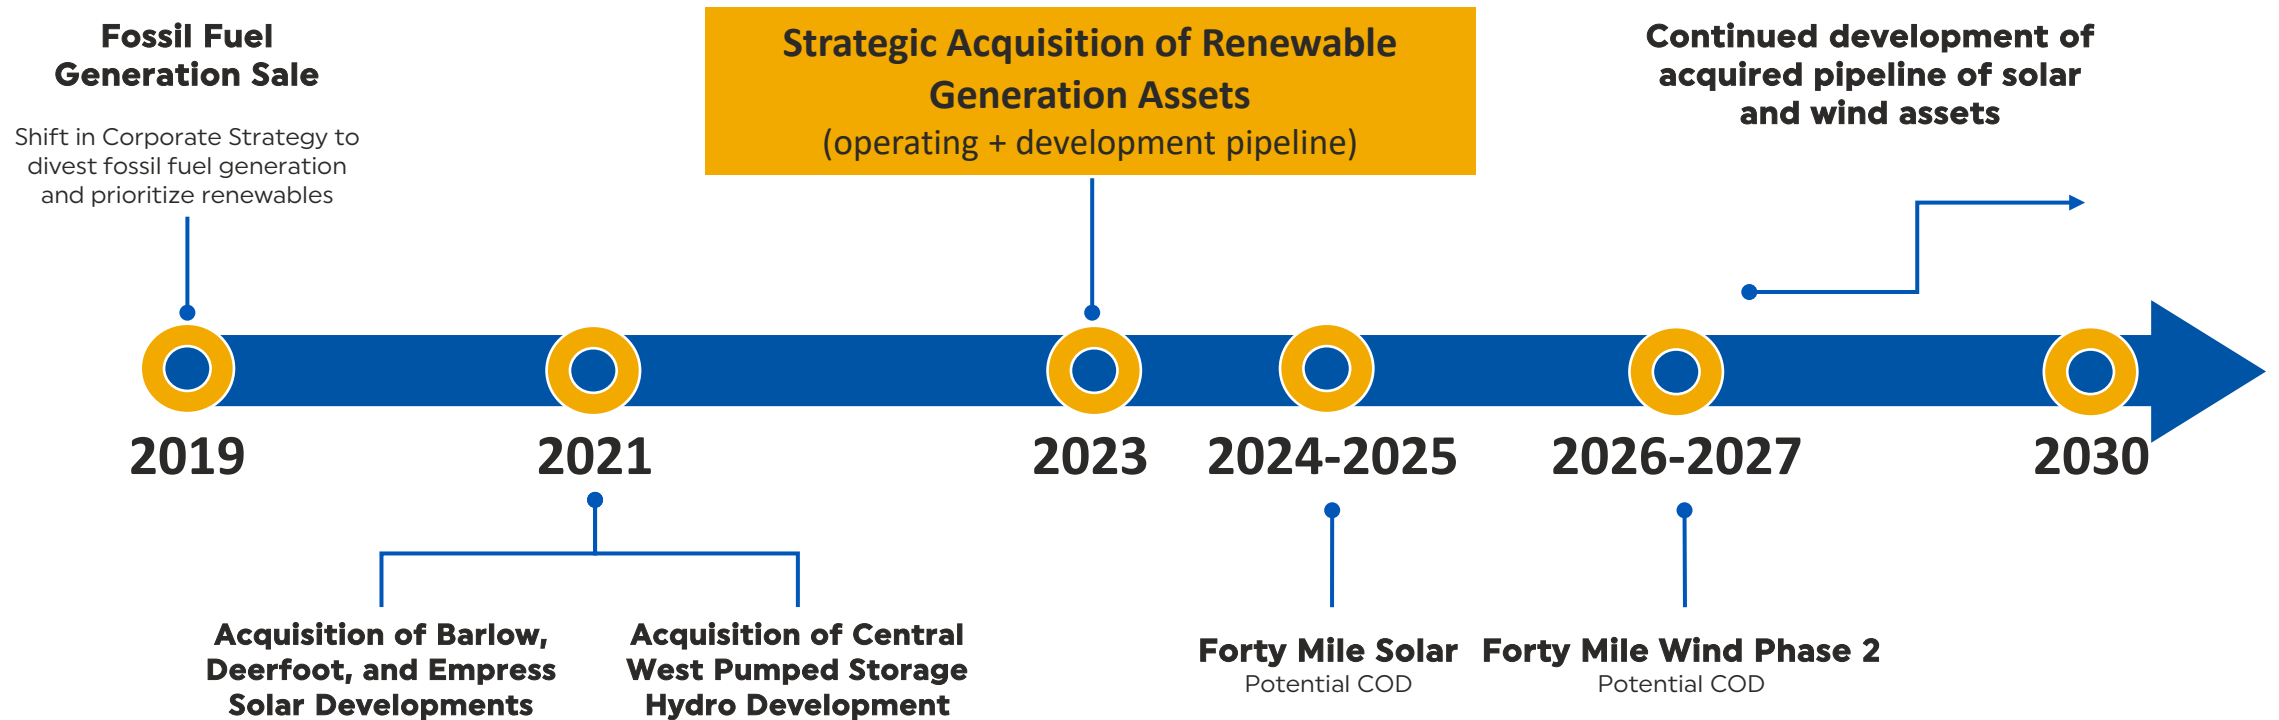 Fossil Fuel
Generation Sale
Shift in Corporate Strategy to
divest fossil fuel generation
and prioritize renewables
Strategic Acquisition of Renewable
Generation Assets
(operating + development pipeline)
Continued development of
acquired pipeline of solar
and wind assets
2019
2021
2023
2024-2025
2026-2027
2030
Acquisition of Barlow,
Deerfoot, and Empress
Solar Developments
Acquisition of Central
West Pumped Storage
Hydro Development
Forty Mile Solar
Potential COD
Forty Mile Wind Phase 2
Potential COD